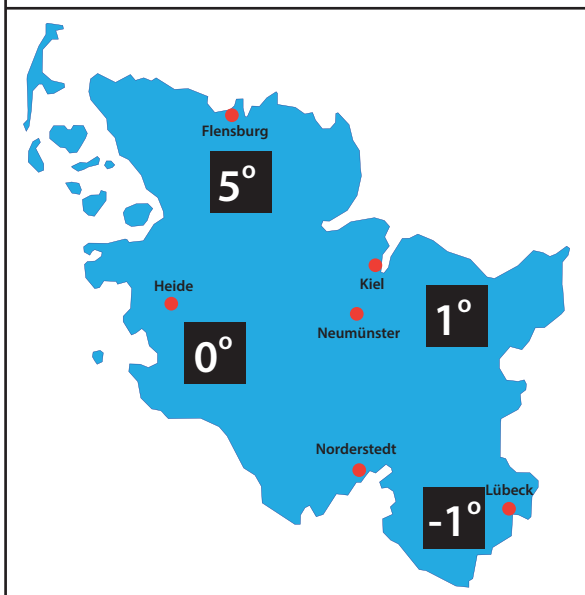 Flensburg
5°
Heide
Kiel
Neumünster
1°
0°
Norderstedt
Lübeck
-1°